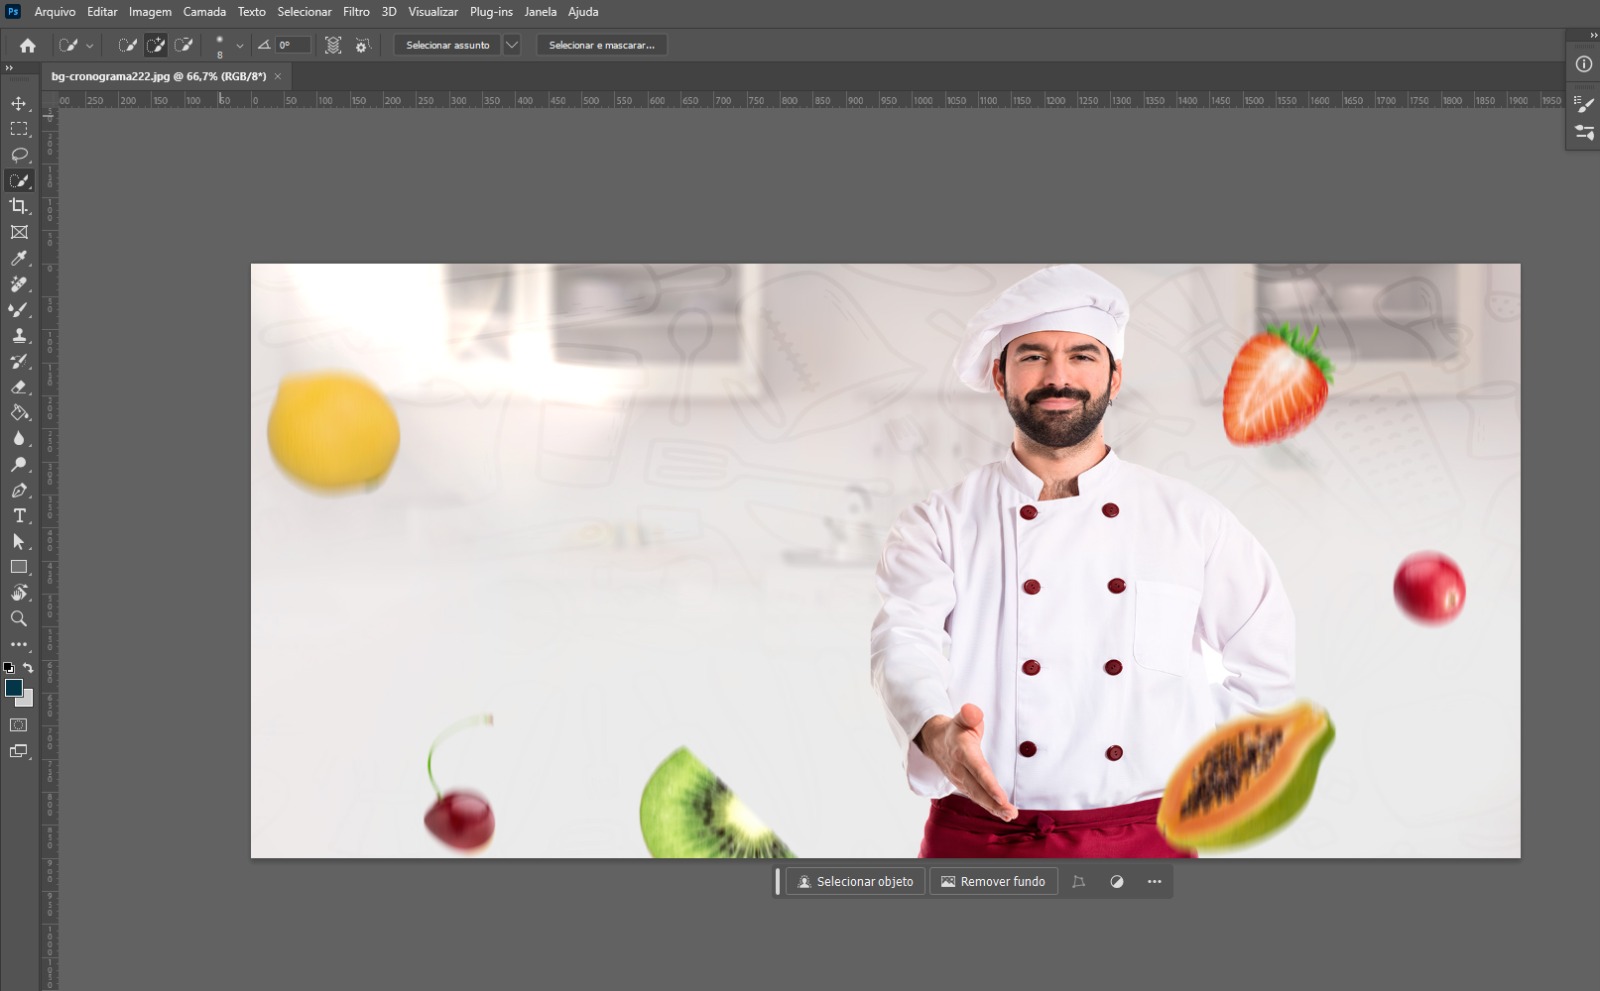 Ps Arquivo Editar Imagem Camada Texto Selecionar Filtro 3D Visualizar Plug-ins Janela Ajuda
8 0° Selecionar assunto Selecionar e mascarar...
bg-cronograma222.jpg @ 66,7% (RGB/8*) ×
00 250 200 150 100 50 0 50 100 150 200 250 300 350 400 450 500 550 600 650 700 750 800 850 900 950 1000 1050 1100 1150 1200 1250 1300 1350 1400 1450 1500 1550 1600 1650 1700 1750 1800 1850 1900 1950
Selecionar objeto Remover fundo